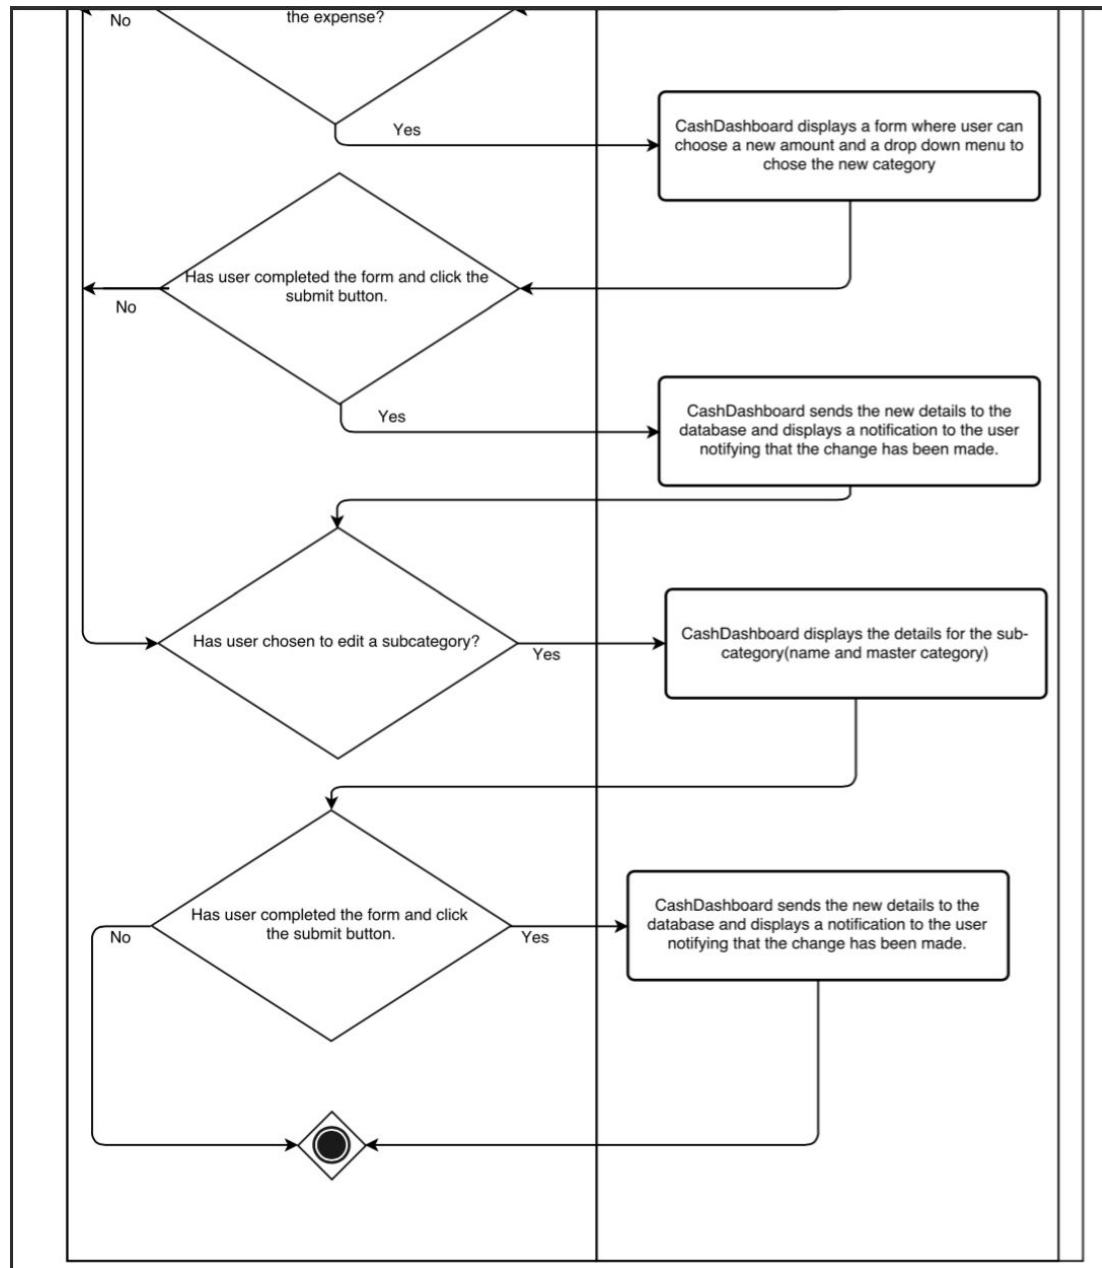 No
the expense?
Yes
CashDashboard displays a form where user can
choose a new amount and a drop down menu to
chose the new category
Has user completed the form and click the
submit button.
No
Yes
CashDashboard sends the new details to the
database and displays a notification to the user
notifying that the change has been made.
Has user chosen to edit a subcategory?
Yes
CashDashboard displays the details for the sub-
category(name and master category)
Has user completed the form and click
the submit button.
No
Yes
CashDashboard sends the new details to the
database and displays a notification to the user
notifying that the change has been made.